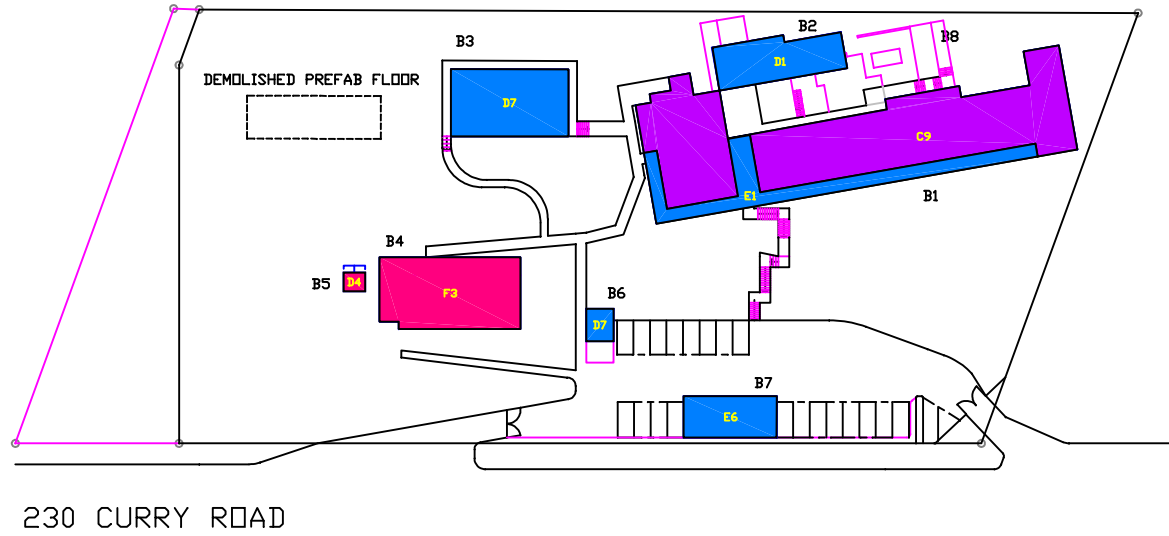 B2
B8
B3
D1
DEMOLISHED PREFAB FLOOR
D7
C9
E1
B1
B4
B5
D4
F3
B6
D7
B7
E6
230 CURRY ROAD